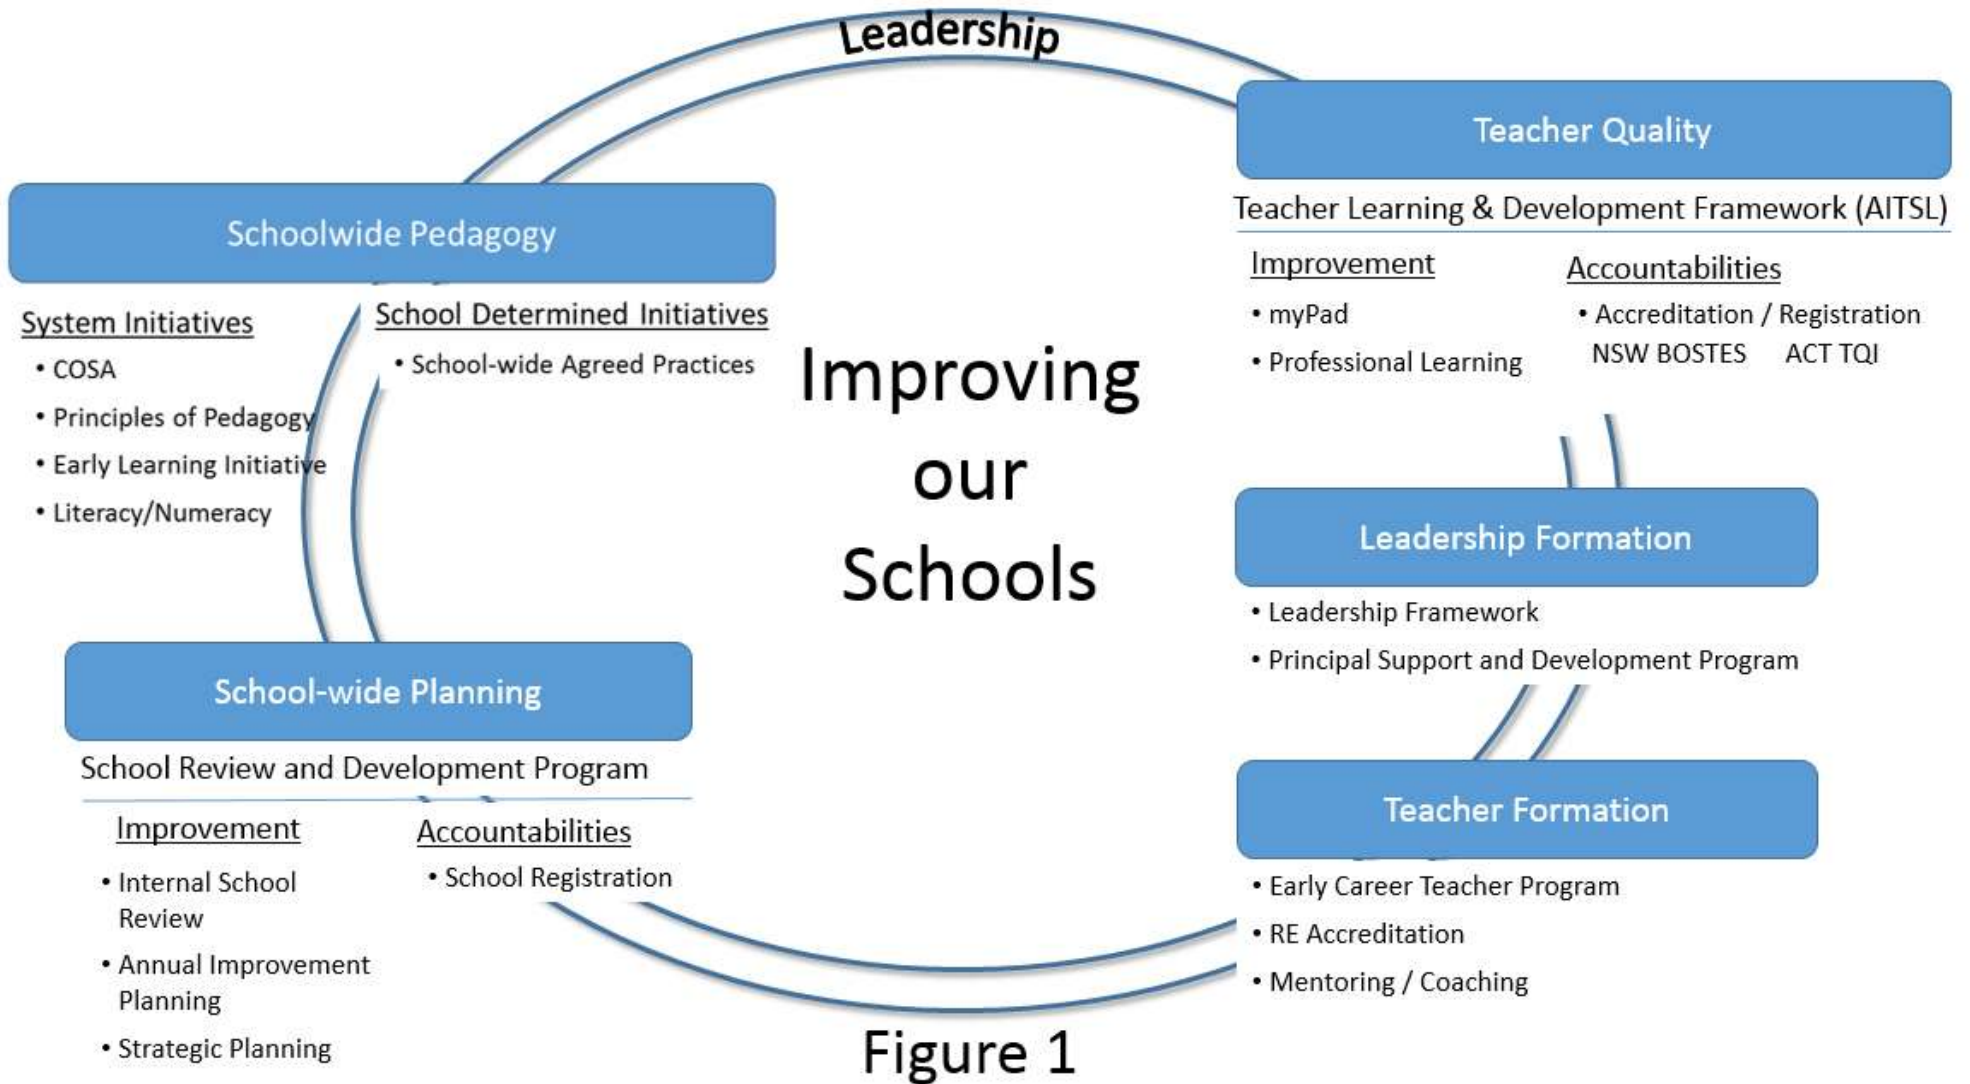 Leadership
Teacher Quality
Teacher Learning & Development Framework (AITSL)
Improvement
• myPad
• Professional Learning
Accountabilities
• Accreditation / Registration
NSW BOSTES ACT TQI
Schoolwide Pedagogy
System Initiatives
• COSA
• Principles of Pedagogy
• Early Learning Initiative
• Literacy/Numeracy
School Determined Initiatives
• School-wide Agreed Practices
Improving
our
Schools
Leadership Formation
• Leadership Framework
• Principal Support and Development Program
School-wide Planning
School Review and Development Program
Improvement
• Internal School
Review
• Annual Improvement
Planning
• Strategic Planning
Accountabilities
• School Registration
Teacher Formation
• Early Career Teacher Program
• RE Accreditation
• Mentoring / Coaching
Figure 1